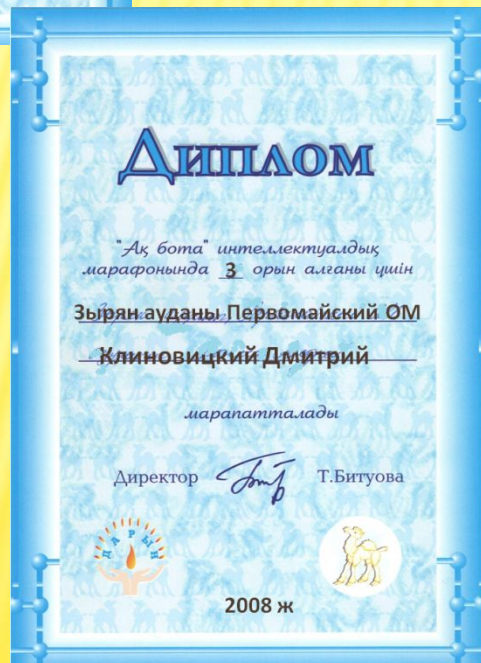 Диплом
"Ақ бота" интеллектуалдық
марафонында 3 орын алғаны үшін
Зырян ауданы Первомайский ОМ
Клиновицкий Дмитрий
марапатталады
Директор Т.Битуова
ДАРЫН
2008 ж